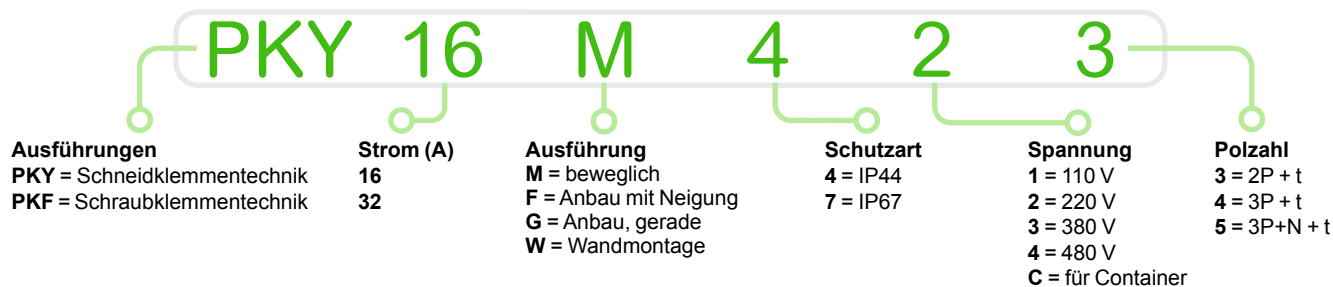 PKY 16 M 4 2 3
Ausführungen
PKY = Schneidklemmentechnik
PKF = Schraubklemmentechnik
Strom (A)
16
32
Ausführung
M = beweglich
F = Anbau mit Neigung
G = Anbau, gerade
W = Wandmontage
Schutzart
4 = IP44
7 = IP67
Spannung
1 = 110 V
2 = 220 V
3 = 380 V
4 = 480 V
C = für Container
Polzahl
3 = 2P + t
4 = 3P + t
5 = 3P+N + t